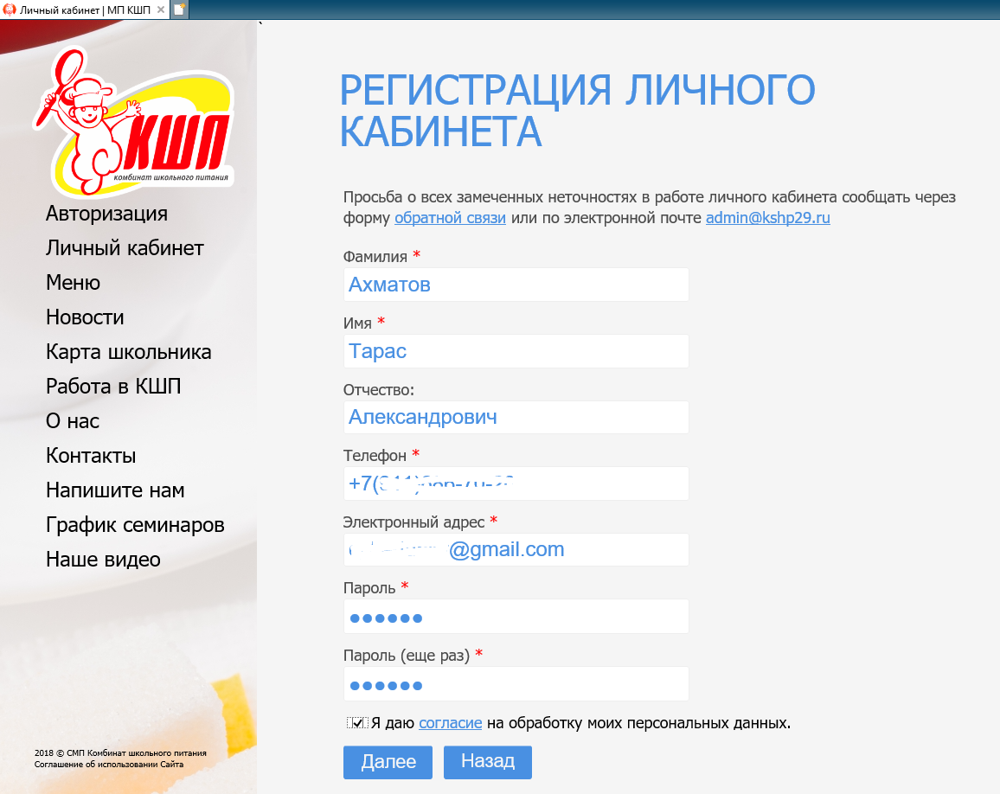 Личный кабинет | МП КШП
КШП
комбинат школьного питания
Авторизация
Личный кабинет
Меню
Новости
Карта школьника
Работа в КШП
О нас
Контакты
Напишите нам
График семинаров
Наше видео
2018 © СМП Комбинат школьного питания
Соглашение об использовании Сайта
РЕГИСТРАЦИЯ ЛИЧНОГО
КАБИНЕТА
Просьба о всех замеченных неточностях в работе личного кабинета сообщать через
форму обратной связи или по электронной почте admin@kshp29.ru
Фамилия *
Ахматов
Имя *
Тарас
Отчество:
Александрович
Телефон *
+7(
Электронный адрес *
@gmail.com
Пароль *
••••••
Пароль (еще раз) *
••••••
Я даю согласие на обработку моих персональных данных.
Далее
Назад